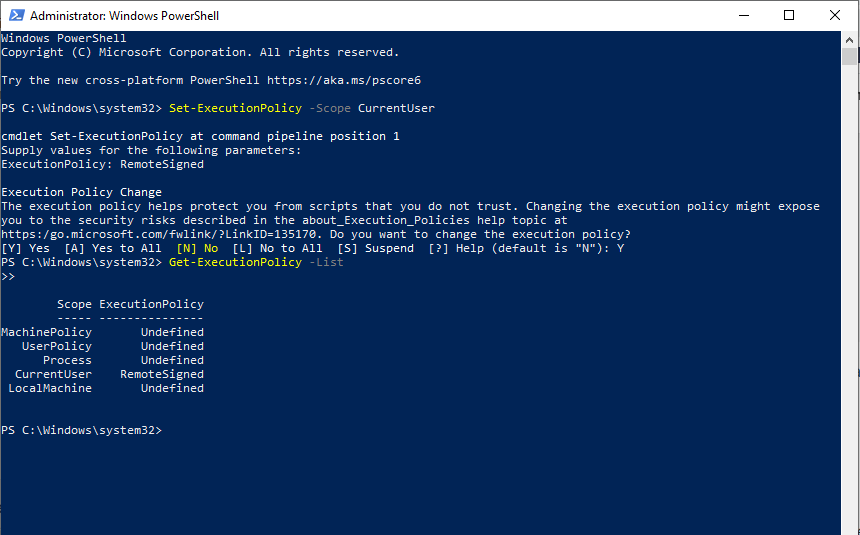 Administrator: Windows PowerShell
Windows PowerShell
Copyright (C) Microsoft Corporation. All rights reserved.
Try the new cross-platform PowerShell https://aka.ms/pscore6
PS C:\Windows\system32> Set-ExecutionPolicy -Scope CurrentUser
cmdlet Set-ExecutionPolicy at command pipeline position 1
Supply values for the following parameters:
ExecutionPolicy: RemoteSigned
Execution Policy Change
The execution policy helps protect you from scripts that you do not trust. Changing the execution policy might expose
you to the security risks described in the about_Execution_Policies help topic at
https:/go.microsoft.com/fwlink/?LinkID=135170. Do you want to change the execution policy?
[Y] Yes  [A] Yes to All  [N] No  [L] No to All  [S] Suspend  [?] Help (default is "N"): Y
PS C:\Windows\system32> Get-ExecutionPolicy -List
>>
        Scope ExecutionPolicy
        ----- ---------------
MachinePolicy       Undefined
   UserPolicy       Undefined
      Process       Undefined
  CurrentUser    RemoteSigned
 LocalMachine       Undefined
PS C:\Windows\system32>